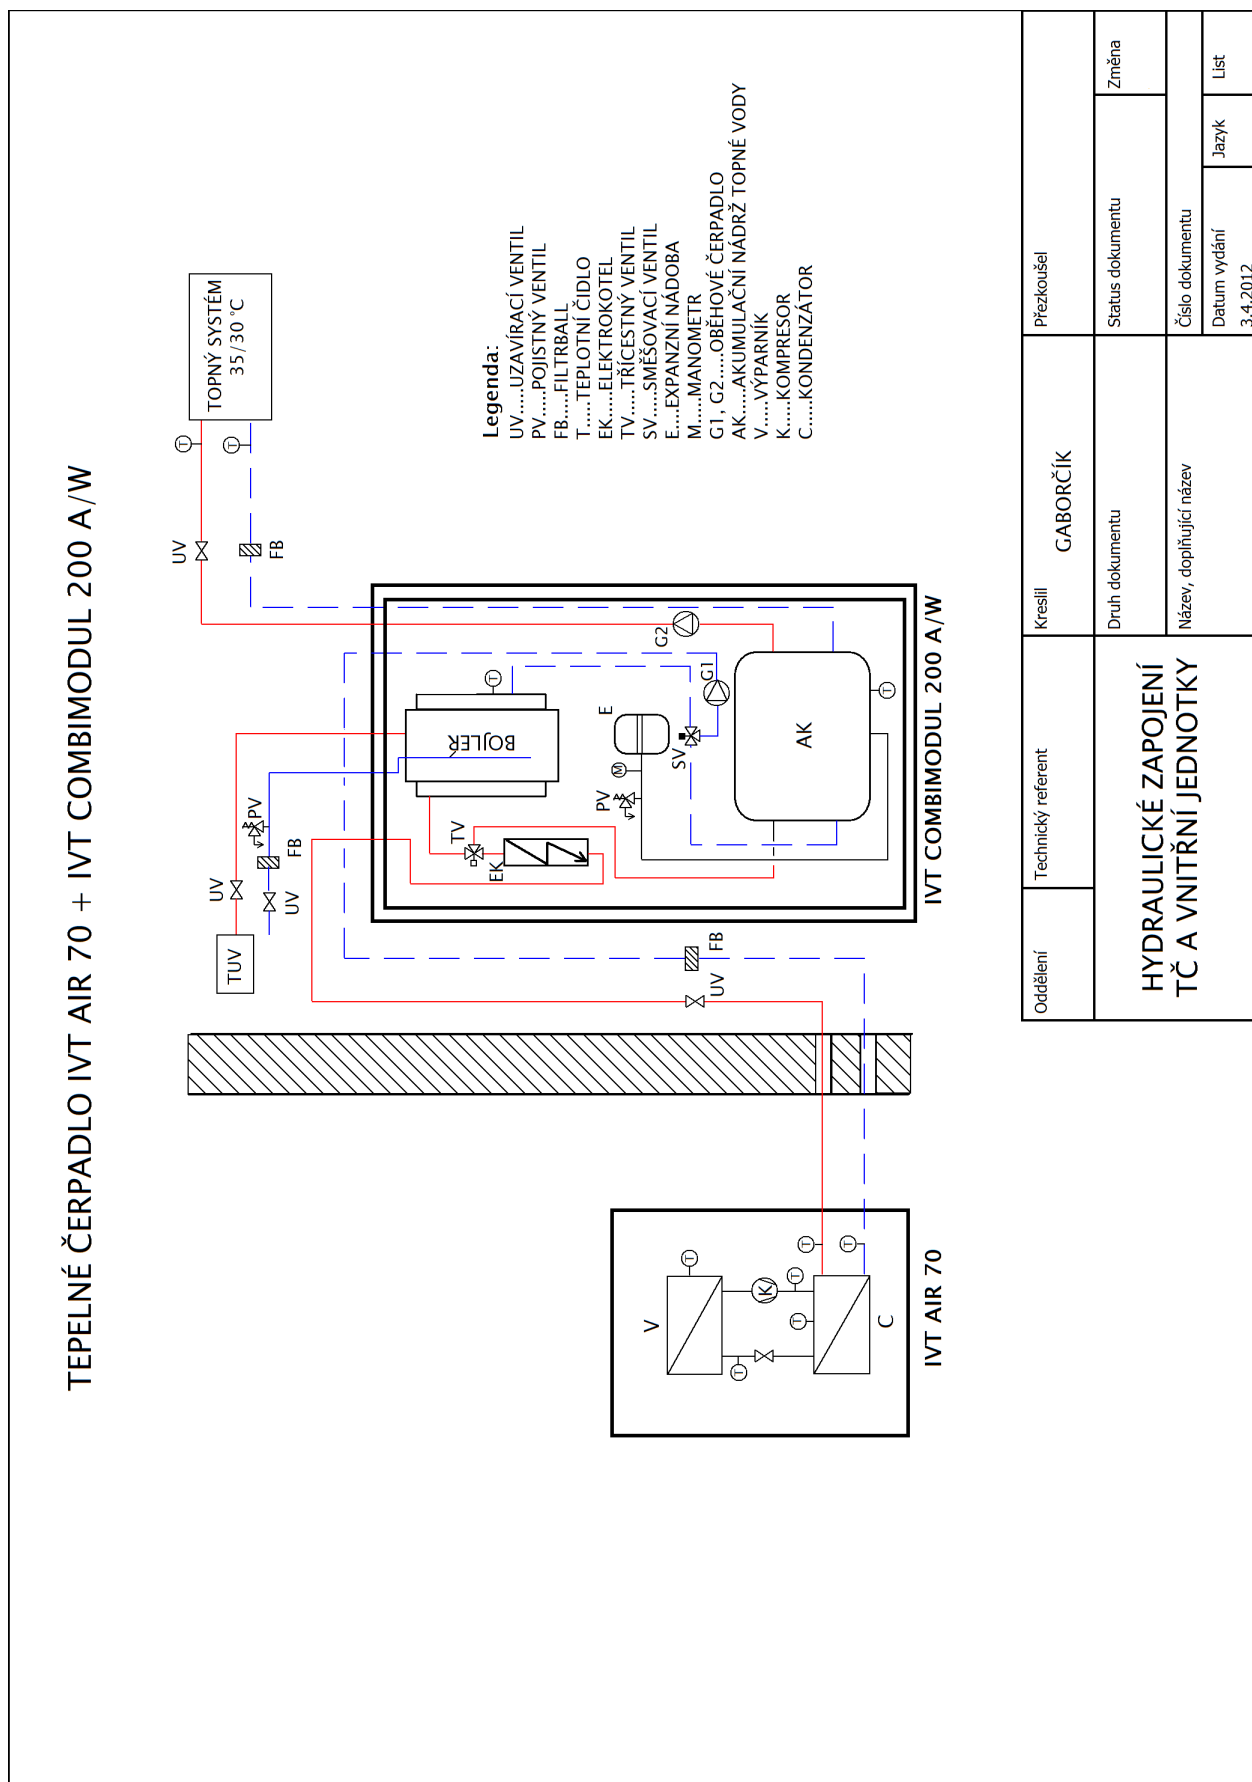 TEPELNÉ ČERPADLO IVT AIR 70 + IVT COMBIMODUL 200 A/W
TOPNÝ SYSTÉM
35/30 °C
T
T
UV
FB
TUV
UV
UV
FB
PV
BOJLER
T
TV
EK
E
M
PV
SV
G1
G2
AK
T
IVT COMBIMODUL 200 A/W
FB
UV
V
T
K
T
T
T
T
T
C
IVT AIR 70
Legenda:
UV.....UZAVÍRACÍ VENTIL
PV.....POJISTNÝ VENTIL
FB.....FILTRBALL
T.....TEPLOTNÍ ČIDLO
EK.....ELEKTROKOTEL
TV.....TŘÍCESTNÝ VENTIL
SV.....SMĚŠOVACÍ VENTIL
E.....EXPANZNÍ NÁDOBA
M.....MANOMETR
G1, G2.....OBĚHOVÉ ČERPADLO
AK.....AKUMULAČNÍ NÁDRŽ TOPNÉ VODY
V.....VÝPARNÍK
K.....KOMPRESOR
C.....KONDENZÁTOR
Oddělení
Technický referent
Kreslil
GABORČÍK
Přezkoušel
HYDRAULICKÉ ZAPOJENÍ
TČ A VNITŘNÍ JEDNOTKY
Druh dokumentu
Status dokumentu
Změna
Název, doplňující název
Číslo dokumentu
Datum vydání
3.4.2012
Jazyk
List